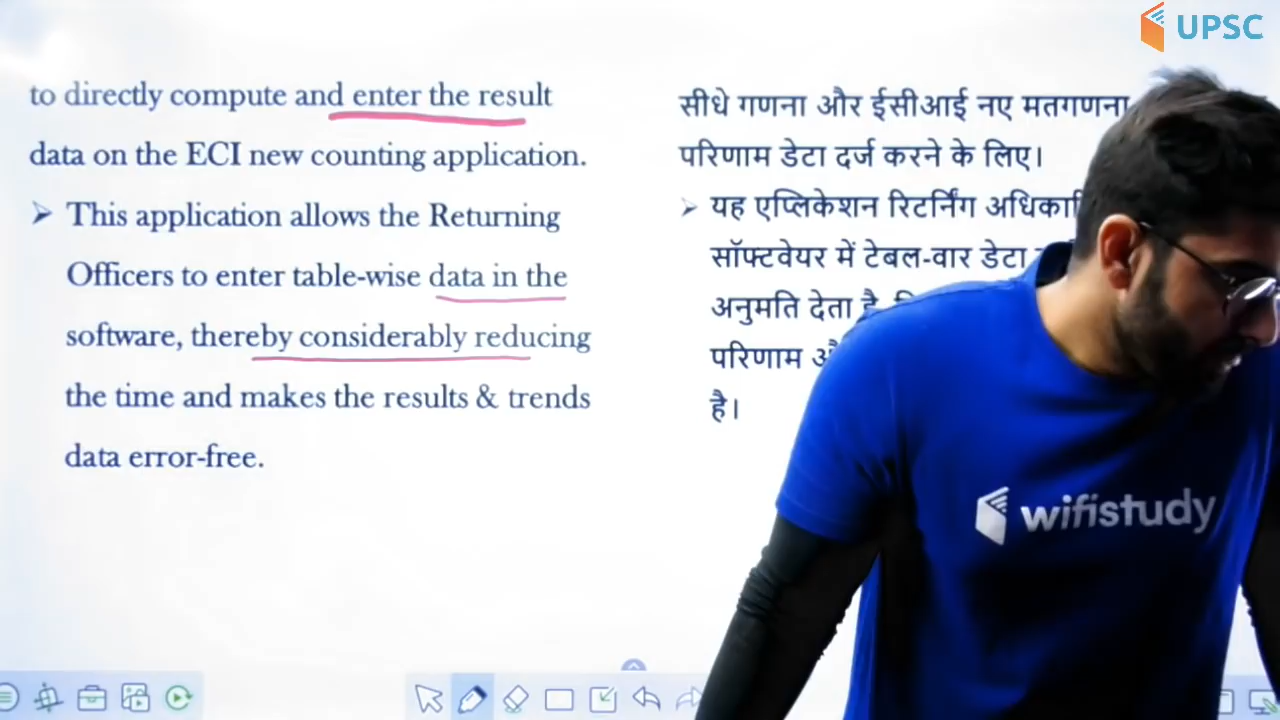 UPSC
to directly compute and enter the result
data on the ECI new counting application.
➤ This application allows the Returning
Officers to enter table-wise data in the
software, thereby considerably reducing
the time and makes the results & trends
data error-free.
सीधे गणना और ईसीआई नए मतगणना
परिणाम डेटा दर्ज करने के लिए।
➤ यह एप्लिकेशन रिटर्निंग
सॉफ्टवेयर में टेबल-वार डेटा
अनुमति देता है
परिणाम
है।
wifistudy